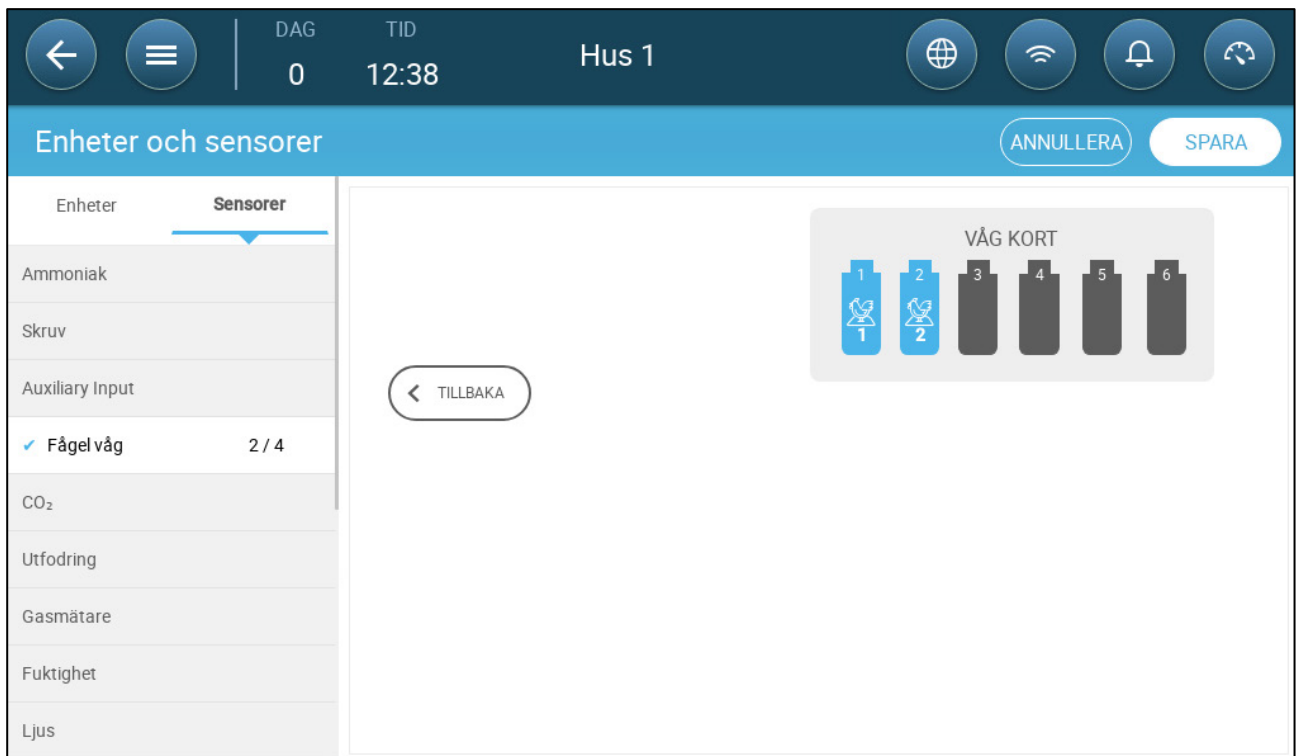 DAG TID
0 12:38 Hus 1
Enheter och sensorer ANNULLERA SPARA
Enheter Sensorer
Ammoniak
Skruv
Auxiliary Input
Fågel våg 2 / 4
CO₂
Utfodring
Gasmätare
Fuktighet
Ljus
TILLBAKA
VÅG KORT
1 2 3 4 5 6
1 2